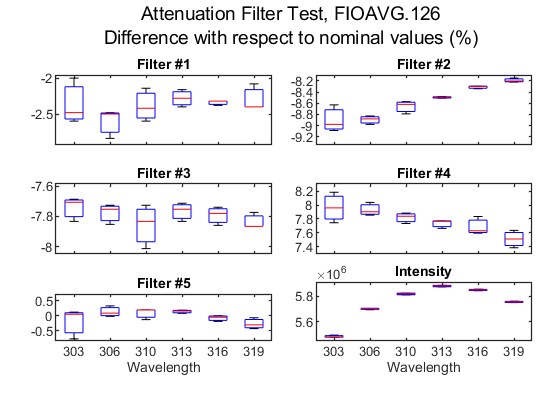 Attenuation Filter Test, FIOAVG.126
Difference with respect to nominal values (%)
Filter #1
-2
-2.5
Filter #2
-8.2
-8.4
-8.6
-8.8
-9
-9.2
Filter #3
-7.6
-7.8
-8
Filter #4
8.2
8
7.8
7.6
7.4
Filter #5
0.5
0
-0.5
303 306 310 313 316 319
Wavelength
Intensity
×10⁶
5.8
5.6
303 306 310 313 316 319
Wavelength